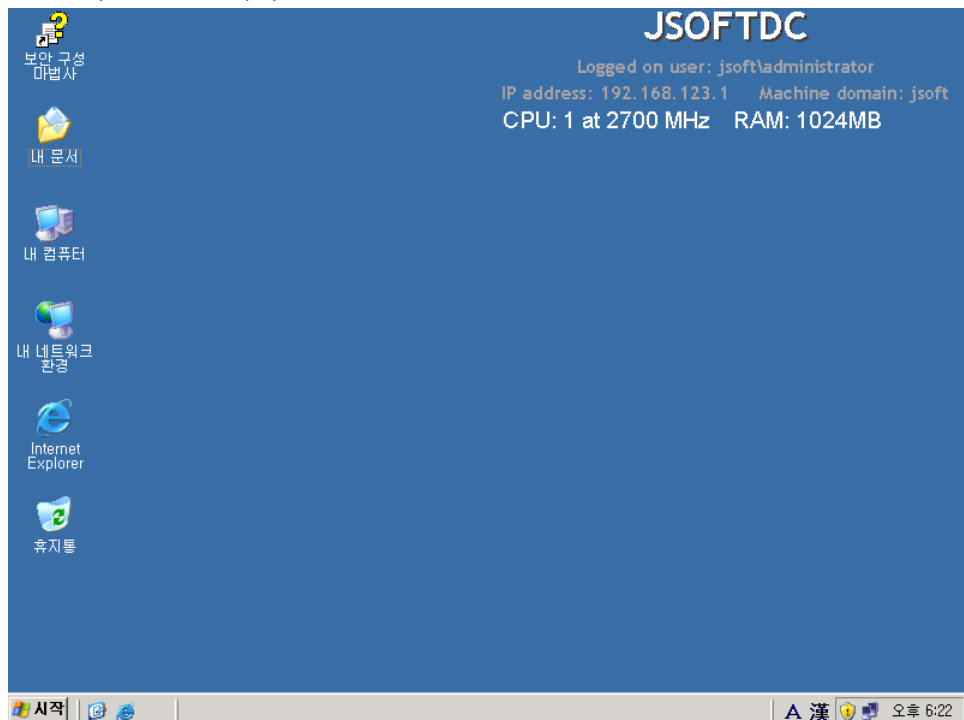 JSOFTDC
Logged on user: jsoft\administrator
IP address: 192.168.123.1 Machine domain: jsoft
CPU: 1 at 2700 MHz RAM: 1024MB
보안 구성
마법사
내 문서
내 컴퓨터
내 네트워크
환경
Internet
Explorer
휴지통
시작
A 漢 오후 6:22